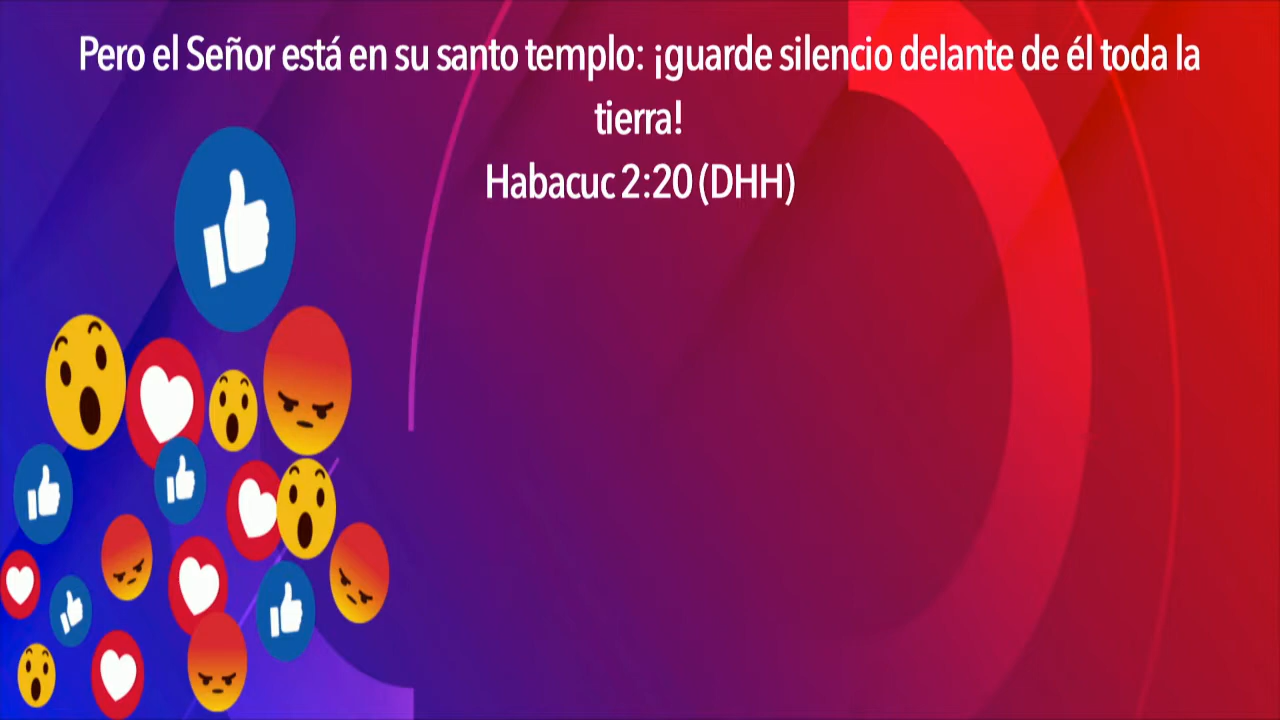 Pero el Señor está en su santo templo: ¡guarde silencio delante de él toda la
tierra!
Habacuc 2:20 (DHH)